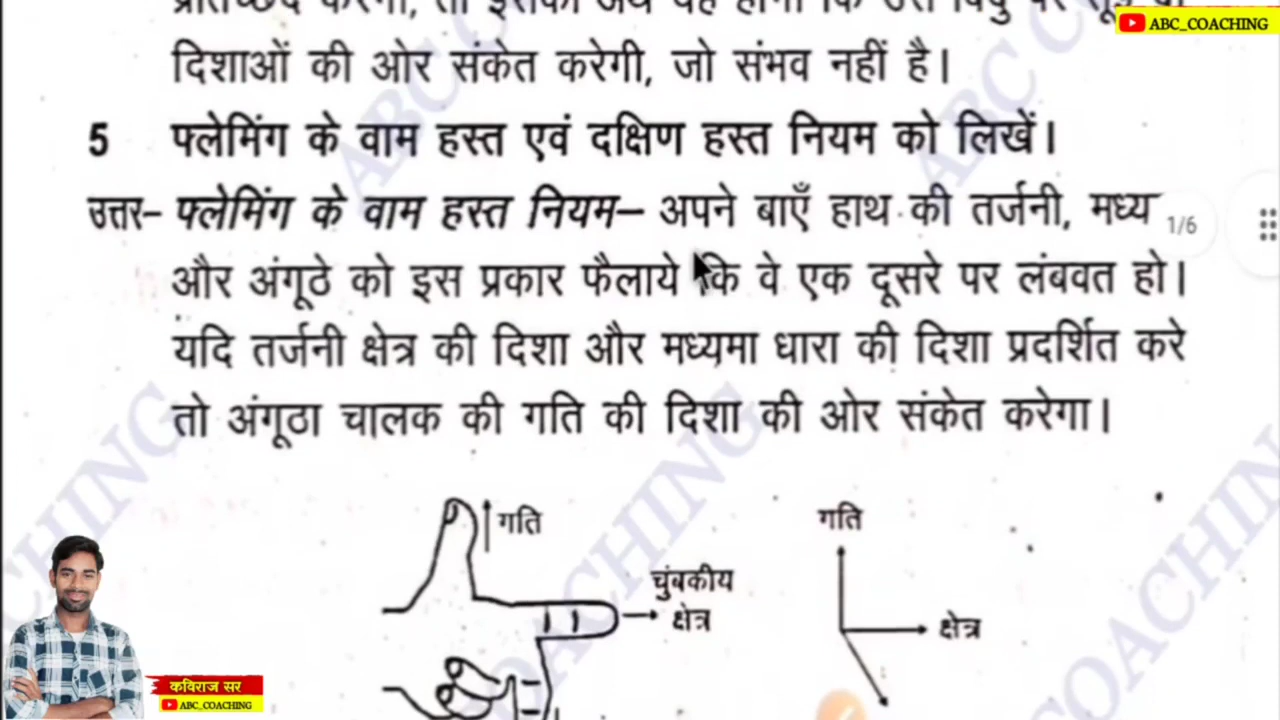 ABC_COACHING
दिशाओं की ओर संकेत करेगी, जो संभव नहीं है।
5 फ्लेमिंग के वाम हस्त एवं दक्षिण हस्त नियम को लिखें।
उत्तर– फ्लेमिंग के वाम हस्त नियम– अपने बाएँ हाथ की तर्जनी, मध्य
1/6
और अंगूठे को इस प्रकार फैलाये कि वे एक दूसरे पर लंबवत हो।
यदि तर्जनी क्षेत्र की दिशा और मध्यमा धारा की दिशा प्रदर्शित करे
तो अंगूठा चालक की गति की दिशा की ओर संकेत करेगा।
गति
चुंबकीय
क्षेत्र
गति
क्षेत्र
कविराज सर
ABC_COACHING